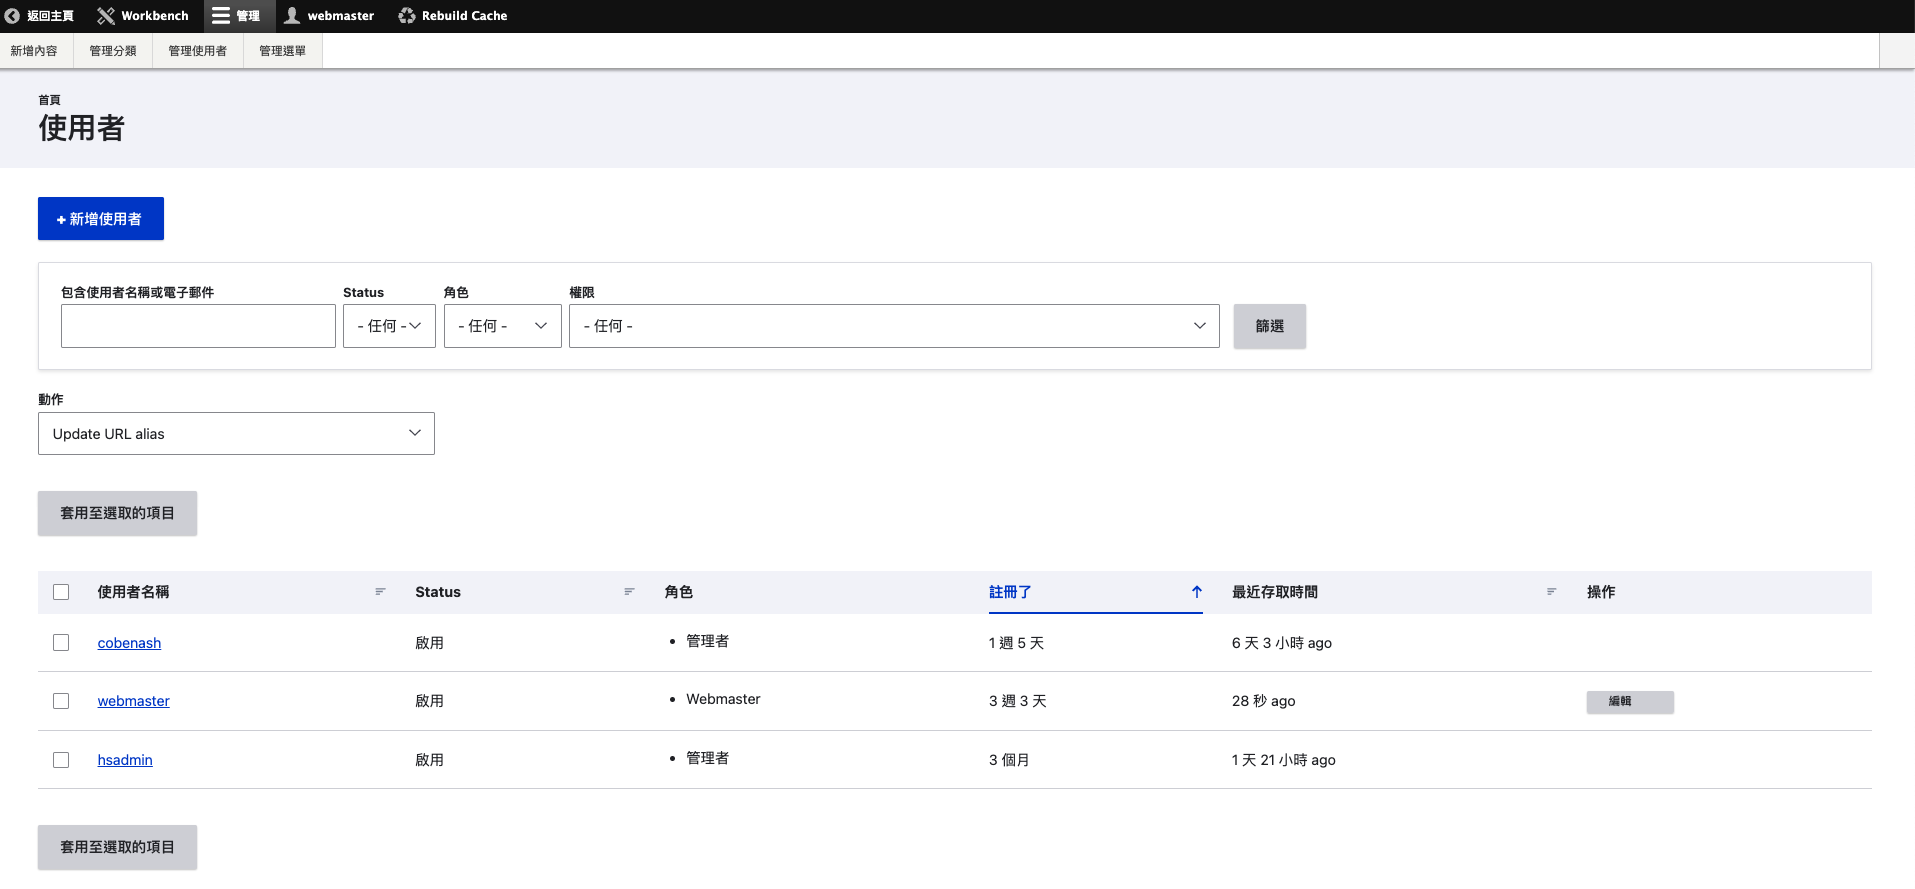 返回主頁 Workbench 管理 webmaster Rebuild Cache
新增內容 管理分類 管理使用者 管理選單
首頁
使用者
+ 新增使用者
包含使用者名稱或電子郵件 Status 角色 權限
- 任何 - - 任何 - - 任何 - 篩選
動作
Update URL alias
套用至選取的項目
使用者名稱 Status 角色 註冊了 最近存取時間 操作
cobenash 啟用 • 管理者 1 週 5 天 6 天 3 小時 ago
webmaster 啟用 • Webmaster 3 週 3 天 28 秒 ago 編輯
hsadmin 啟用 • 管理者 3 個月 1 天 21 小時 ago
套用至選取的項目